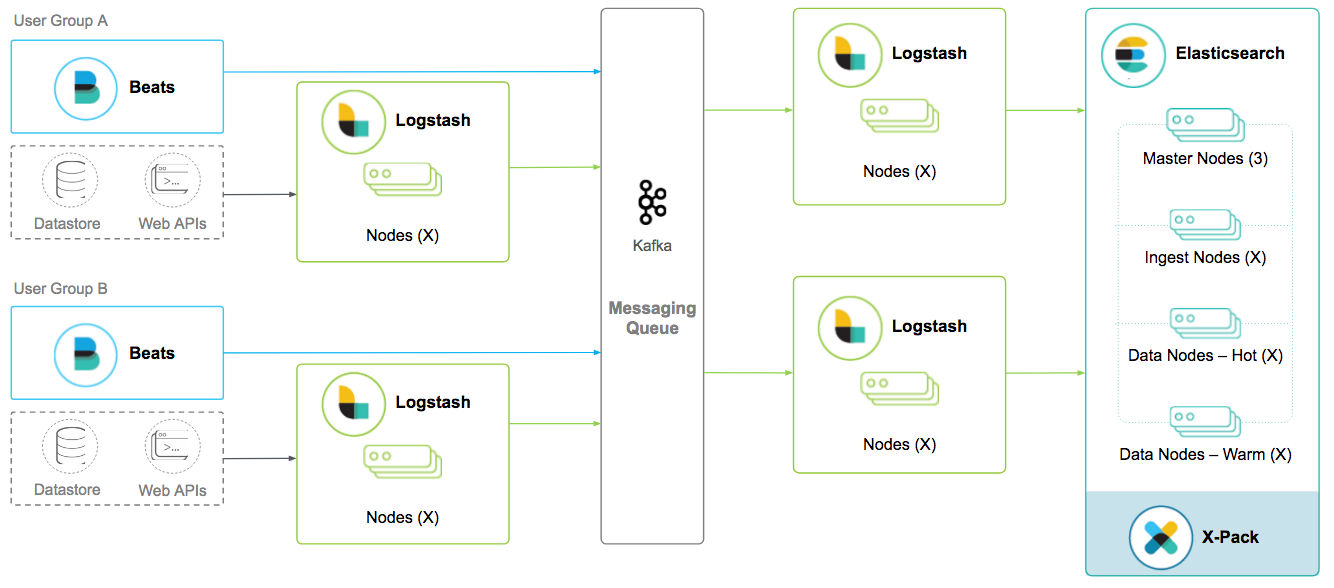 User Group A
Beats
Datastore
Web APIs
Logstash
Nodes (X)
User Group B
Beats
Datastore
Web APIs
Logstash
Nodes (X)
Kafka
Messaging
Queue
Logstash
Nodes (X)
Logstash
Nodes (X)
Elasticsearch
Master Nodes (3)
Ingest Nodes (X)
Data Nodes – Hot (X)
Data Nodes – Warm (X)
X-Pack